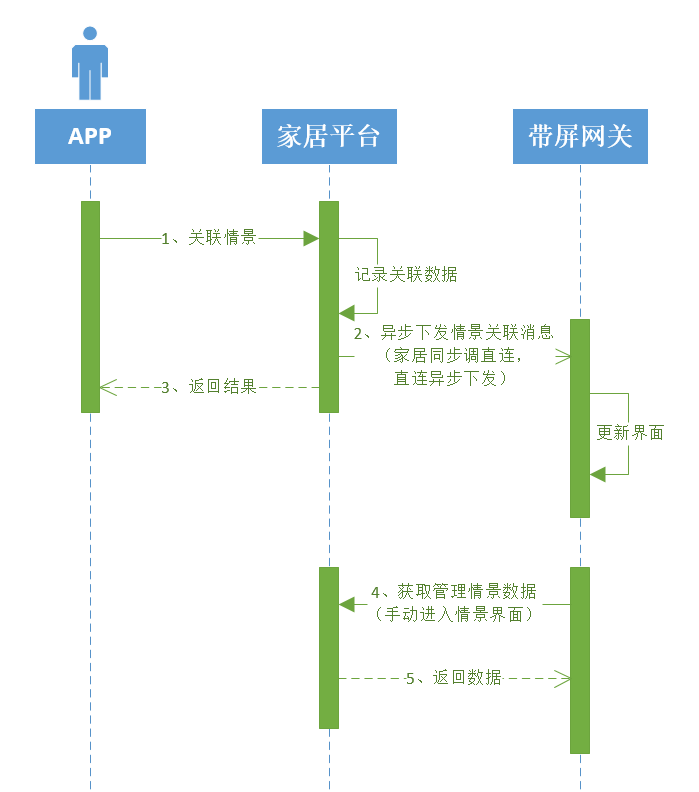 APP
家居平台
带屏网关
1、关联情景
记录关联数据
2、异步下发情景关联消息
（家居同步调直连，
直连异步下发）
3、返回结果
更新界面
4、获取管理情景数据
（手动进入情景界面）
5、返回数据